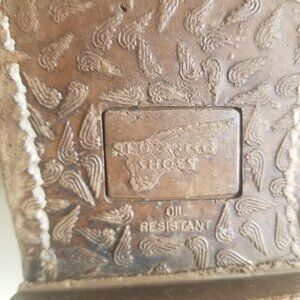 RED WING
SHOES
OIL
RESISTANT